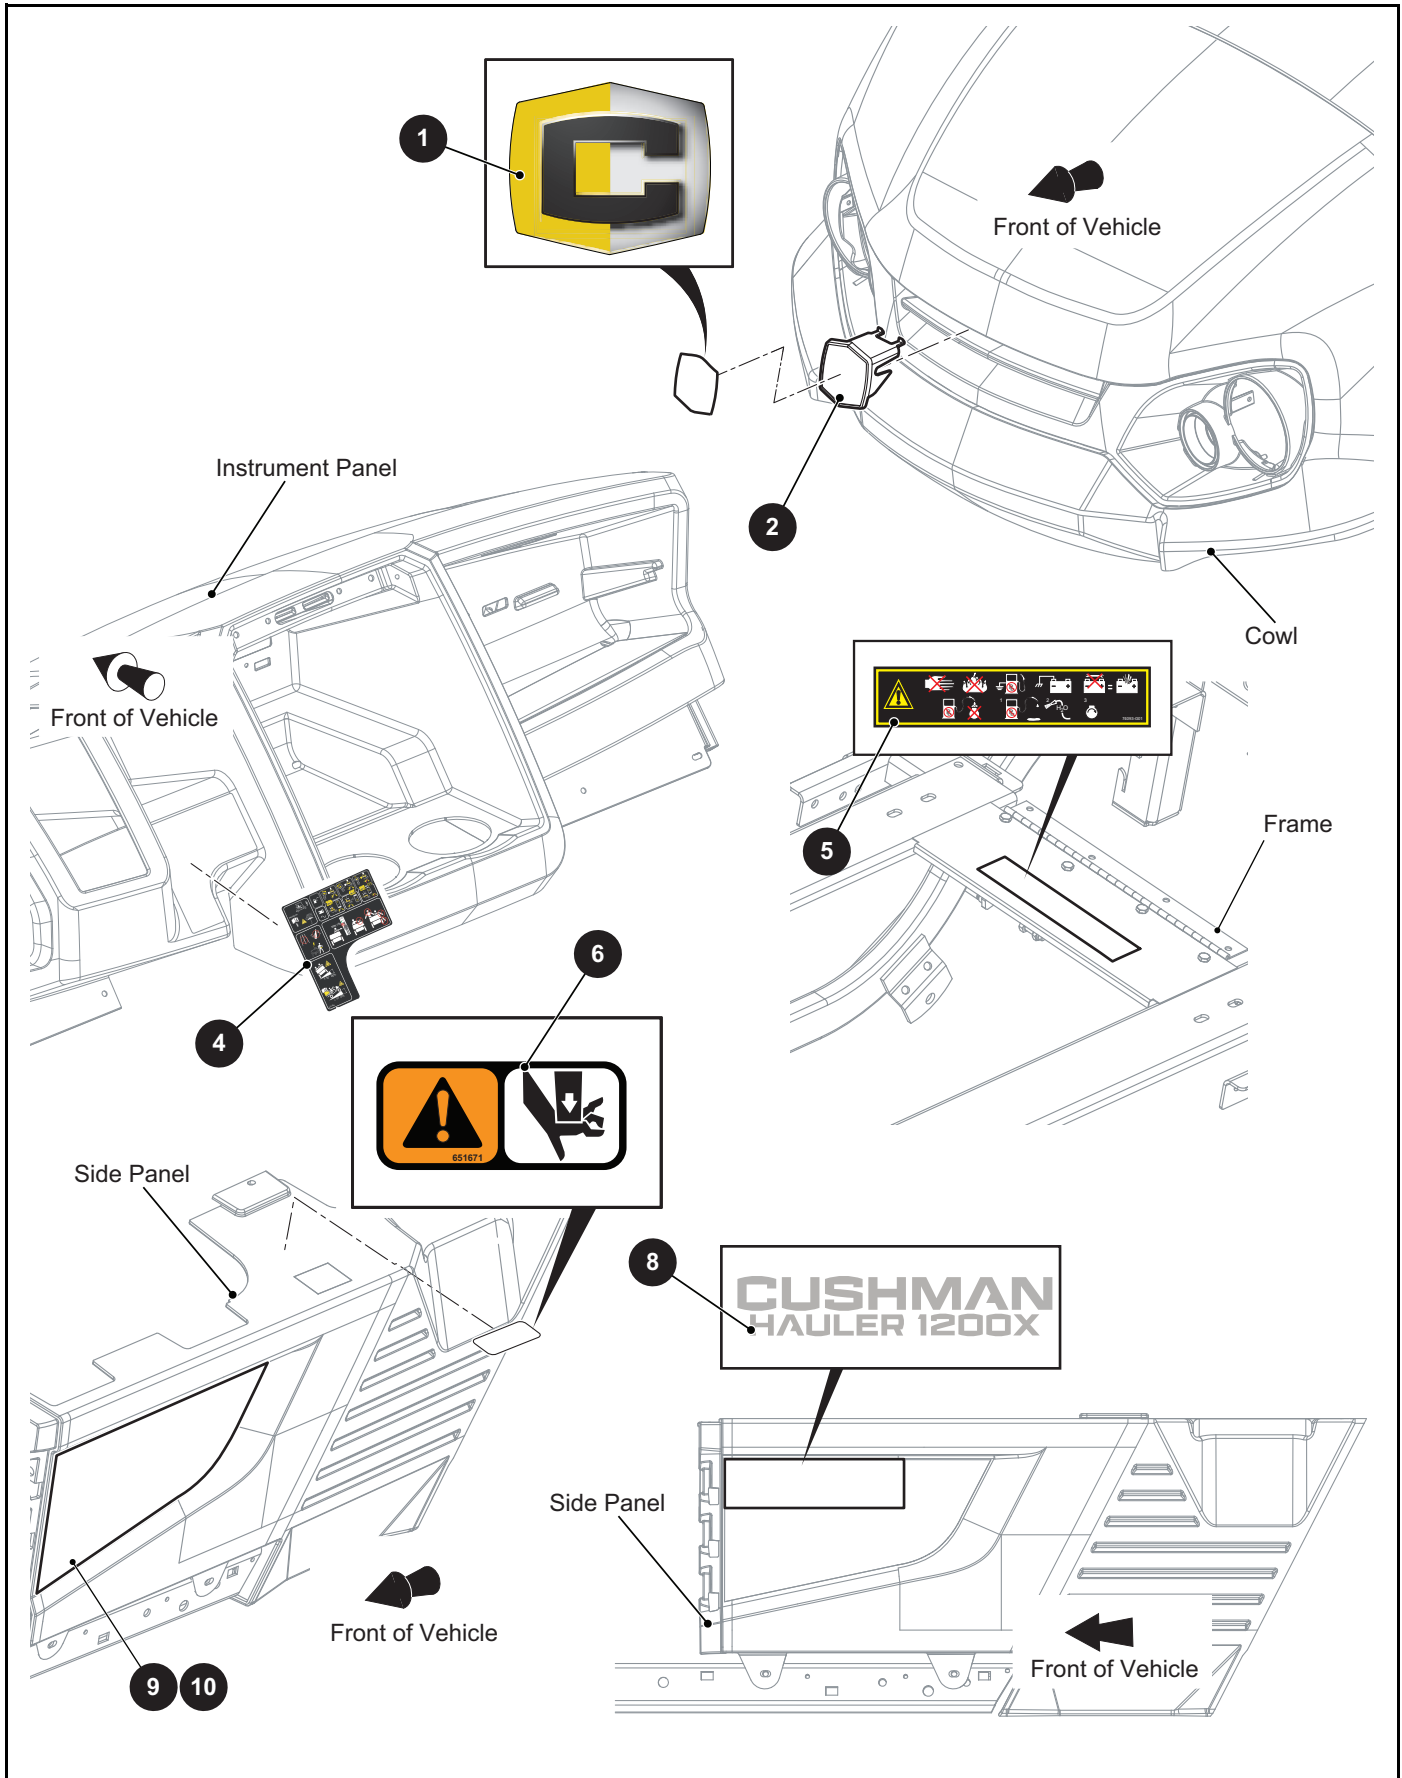 1
Front of Vehicle
2
Instrument Panel
Cowl
Front of Vehicle
5
Frame
4
6
651671
Side Panel
8
CUSHMAN
HAULER 1200X
Side Panel
Front of Vehicle
Front of Vehicle
9 10